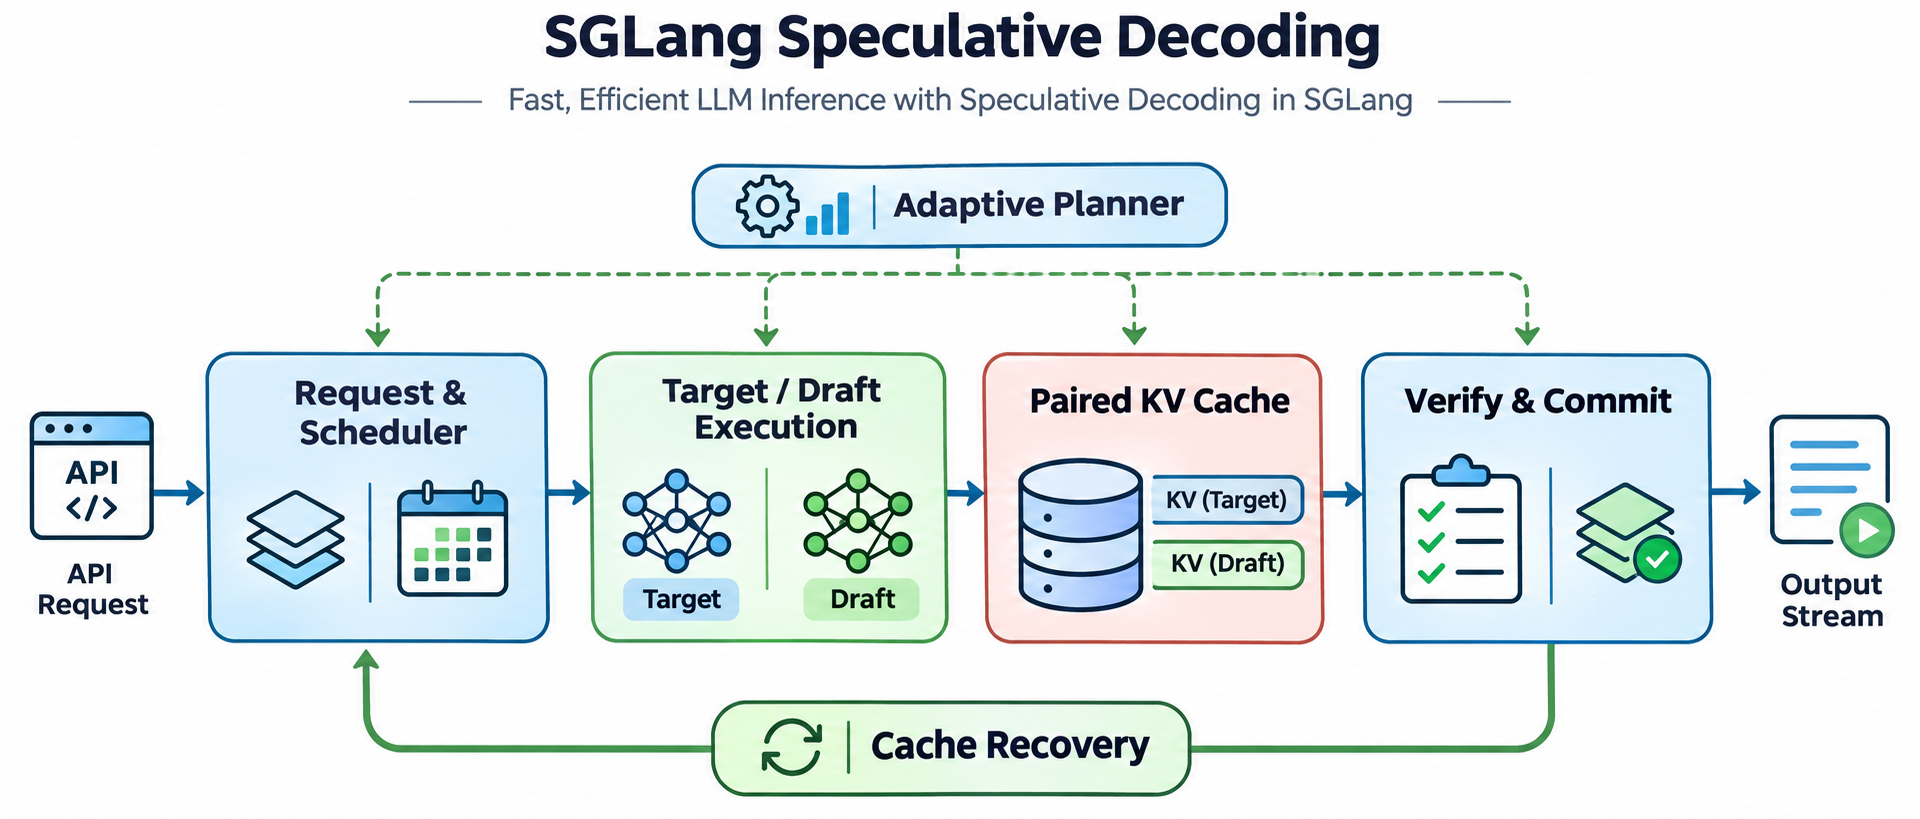 SGLang Speculative Decoding
Fast, Efficient LLM Inference with Speculative Decoding in SGLang
Adaptive Planner
API
</>
API
Request
Request &
Scheduler
Target / Draft
Execution
Target
Draft
Paired KV Cache
KV (Target)
KV (Draft)
Verify & Commit
Output
Stream
Cache Recovery